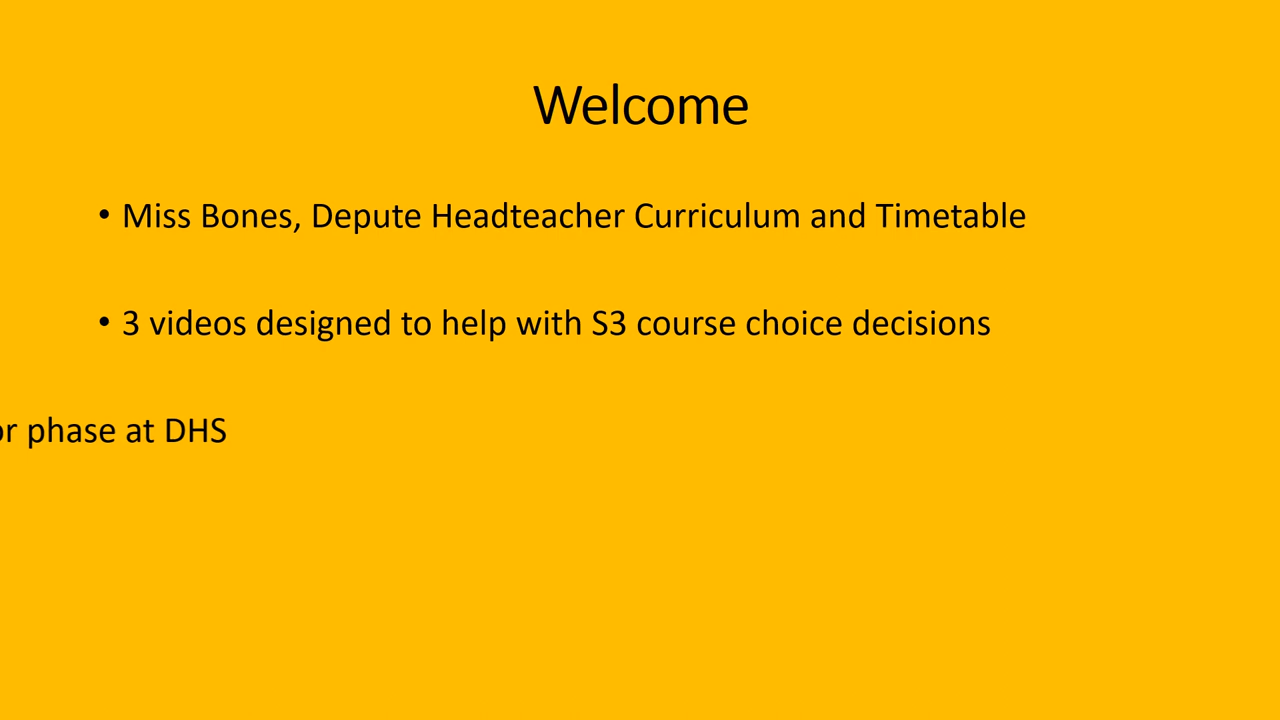 Welcome
• Miss Bones, Depute Headteacher Curriculum and Timetable
• 3 videos designed to help with S3 course choice decisions
phase at DHS